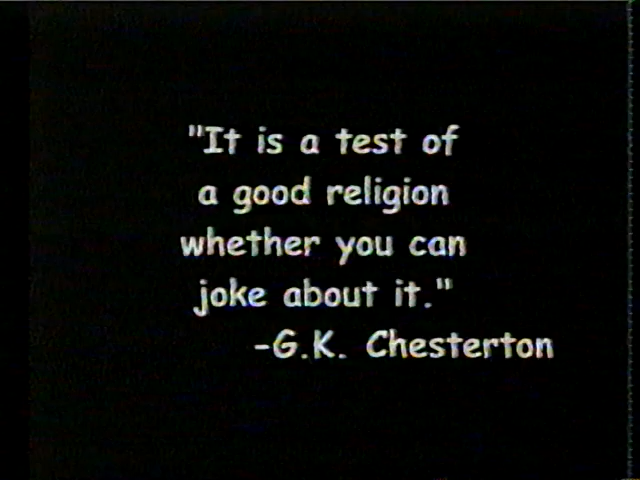 "It is a test of
a good religion
whether you can
joke about it."
-G.K. Chesterton